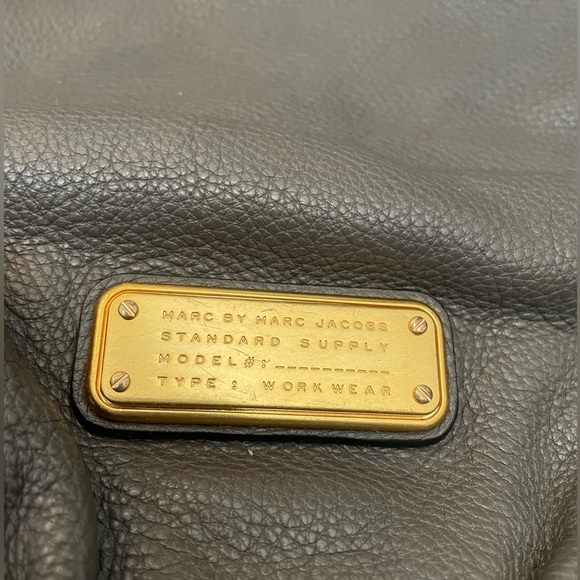 MARC BY MARC JACOBS
STANDARD SUPPLY
MODEL#:__________
TYPE: WORKWEAR